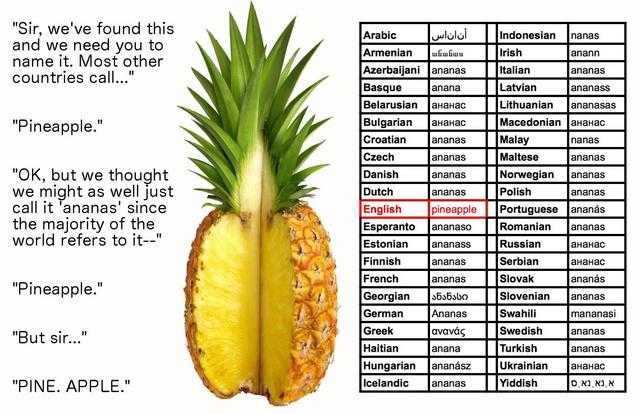 "Sir, we've found this
and we need you to
name it. Most other
countries call..."
"Pineapple."
"OK, but we thought
we might as well just
call it 'ananas' since
the majority of the
world refers to it--"
"Pineapple."
"But sir..."
"PINE. APPLE."
Arabic أناناس Indonesian nanas
Armenian Irish anann
Azerbaijani ananas Italian ananas
Basque anana Latvian ananass
Belarusian ананас Lithuanian ananasas
Bulgarian ананас Macedonian ананас
Croatian ananas Malay nanas
Czech ananas Maltese ananas
Danish ananas Norwegian ananas
Dutch ananas Polish ananas
English pineapple Portuguese ananás
Esperanto ananaso Romanian ananas
Estonian ananass Russian ананас
Finnish ananas Serbian ананас
French ananas Slovak ananás
Georgian ანანასი Slovenian ananas
German Ananas Swahili mananasi
Greek ανανάς Swedish ananas
Haitian anana Turkish ananas
Hungarian ananász Ukrainian ананас
Icelandic ananas Yiddish